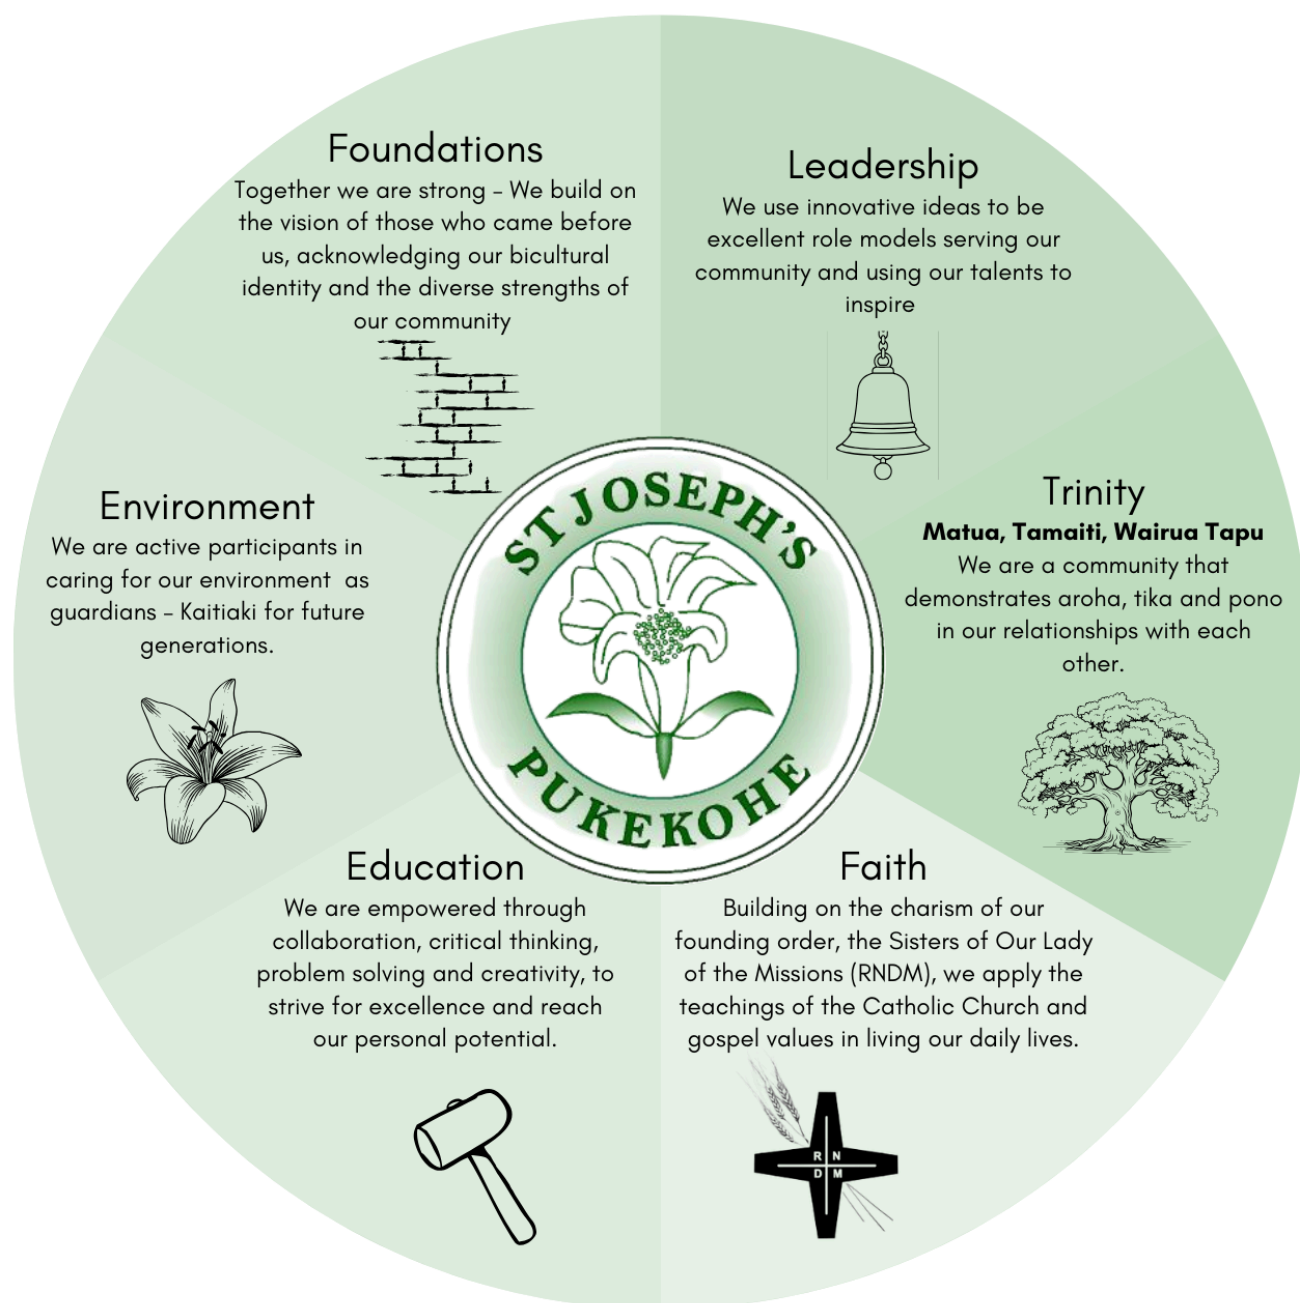 Foundations
Together we are strong - We build on
the vision of those who came before
us, acknowledging our bicultural
identity and the diverse strengths of
our community
Leadership
We use innovative ideas to be
excellent role models serving our
community and using our talents to
inspire
Trinity
Matua, Tamaiti, Wairua Tapu
We are a community that
demonstrates aroha, tika and pono
in our relationships with each
other.
Environment
We are active participants in
caring for our environment as
guardians - Kaitiaki for future
generations.
ST JOSEPH'S
PUKEKOHE
Education
We are empowered through
collaboration, critical thinking,
problem solving and creativity, to
strive for excellence and reach
our personal potential.
Faith
Building on the charism of our
founding order, the Sisters of Our Lady
of the Missions (RNDM), we apply the
teachings of the Catholic Church and
gospel values in living our daily lives.
R N
D M